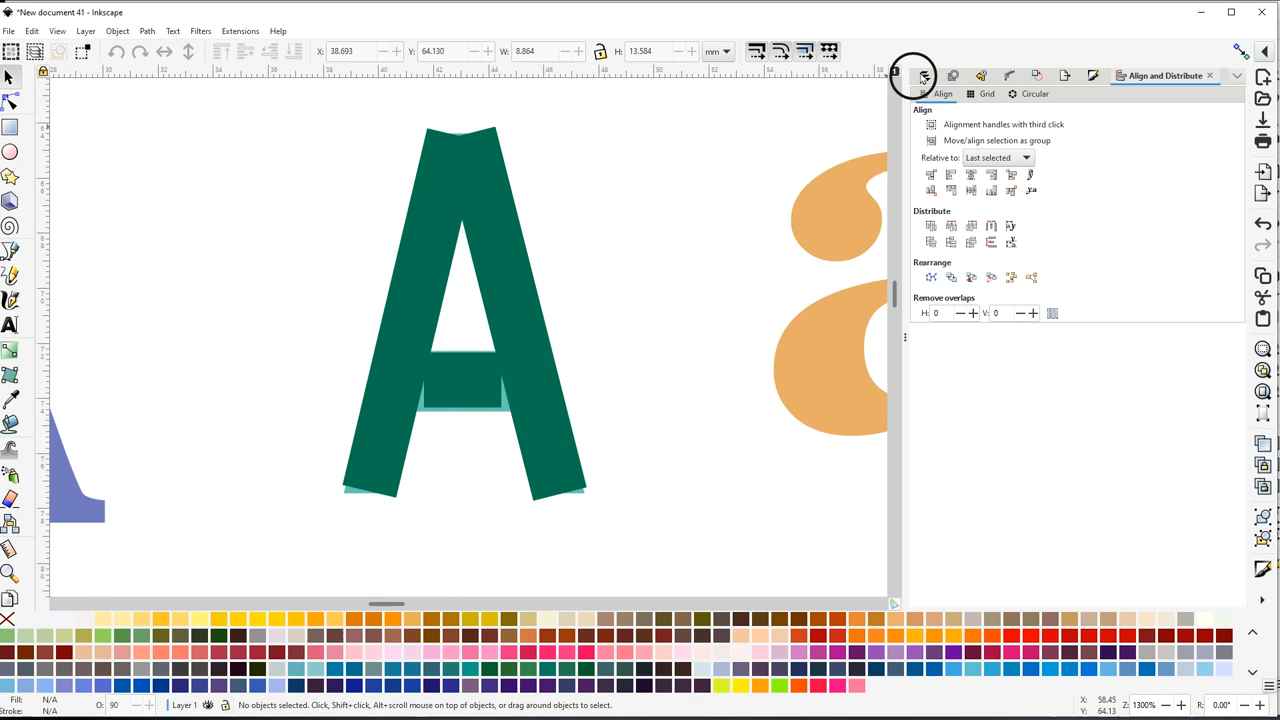 *New document 41 - Inkscape
File Edit View Layer Object Path Text Filters Extensions Help
X: 38.693 Y: 64.130 W: 8.864 H: 13.584 mm
Align and Distribute
Align Grid Circular
Align
Alignment handles with third click
Move/align selection as group
Relative to: Last selected
Distribute
Rearrange
Remove overlaps
H: 0 V: 0
A
Fill: N/A O: 90 Layer 1 No objects selected. Click, Shift+click, Alt+scroll mouse on top of objects, or drag around objects to select. X: 58.45 Z: 1300% R: 0.00°
Stroke: N/A Y: 64.13